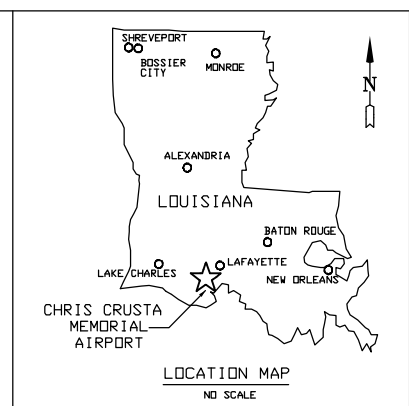 SHREVEPORT
BOSSIER
CITY
MONROE
N
ALEXANDRIA
LOUISIANA
BATON ROUGE
LAKE CHARLES
LAFAYETTE
NEW ORLEANS
CHRIS CRUSTA
MEMORIAL
AIRPORT
LOCATION MAP
NO SCALE